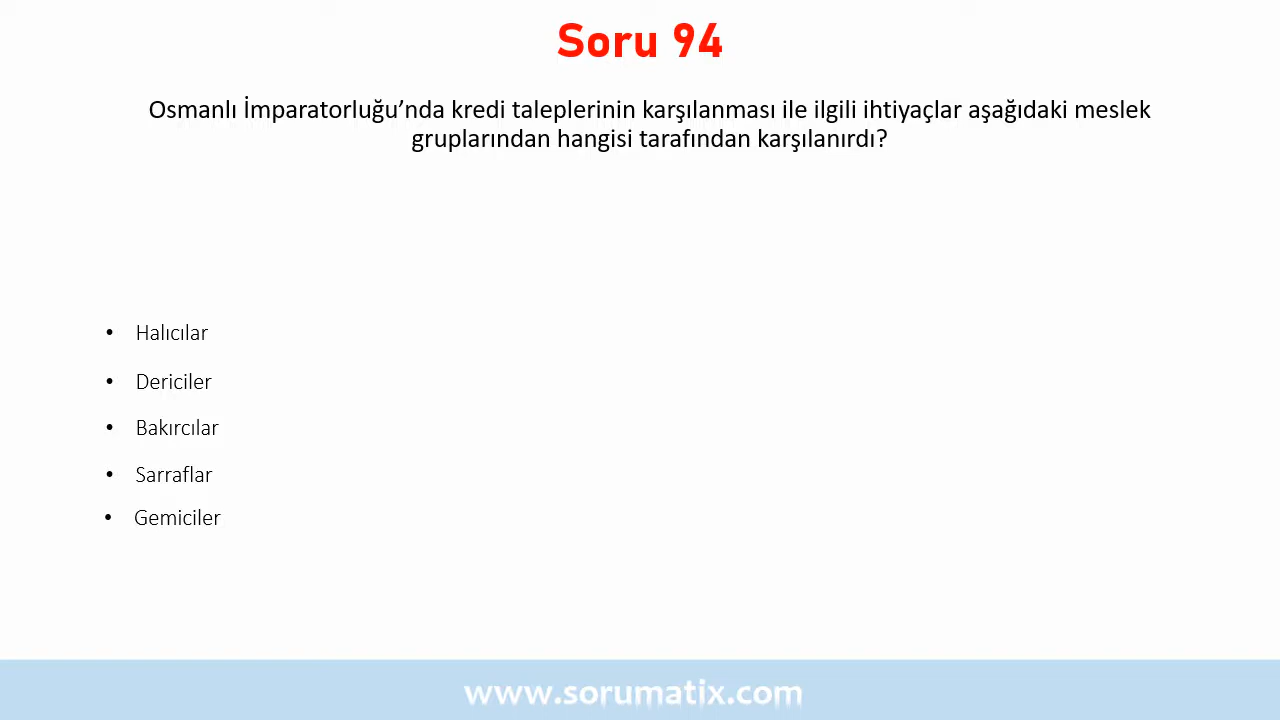 Soru 94
Osmanlı İmparatorluğu’nda kredi taleplerinin karşılanması ile ilgili ihtiyaçlar aşağıdaki meslek
gruplarından hangisi tarafından karşılanırdı?
• Halıcılar
• Dericiler
• Bakırcılar
• Sarraflar
• Gemiciler
www.sorumatix.com